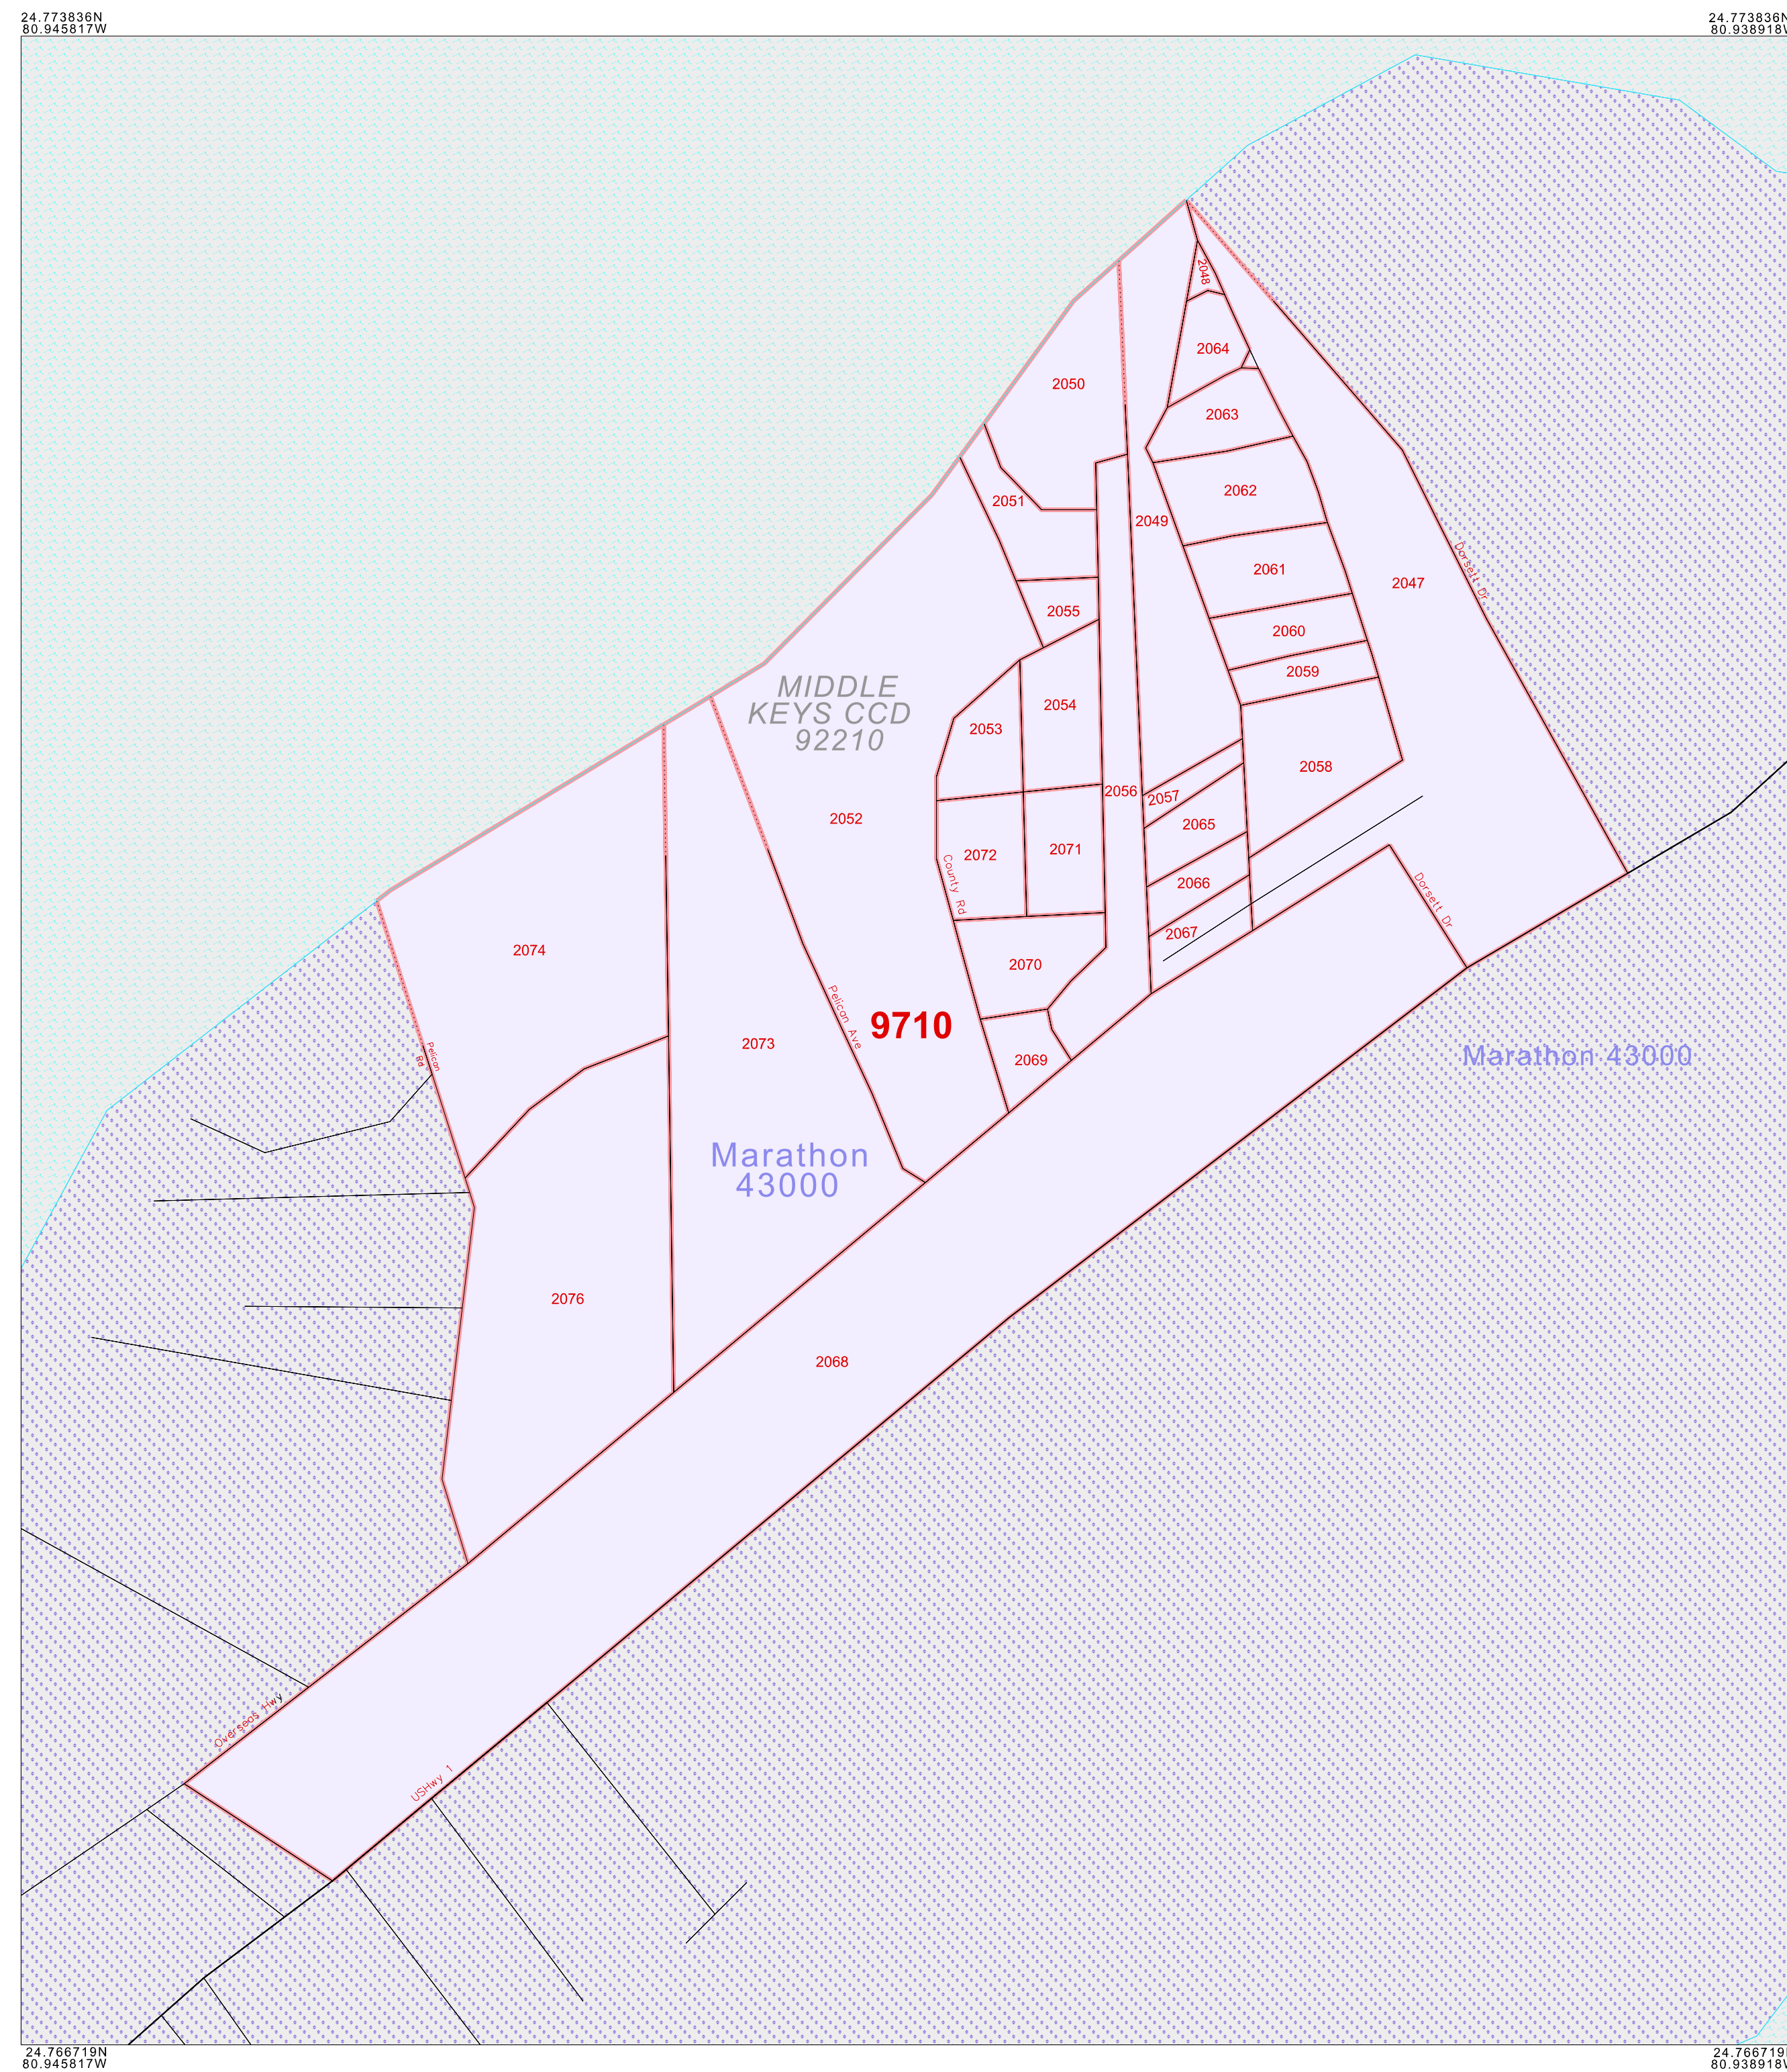 24.773836N
80.945817W
24.773836N
80.938918W
2048
2064
2050
2063
2062
2051
2049
2061
2047
Dorsett Dr
2055
2060
2059
MIDDLE
KEYS CCD
92210
2054
2053
2058
2056
2057
2052
2065
2071
2072
County Rd
2066
Dorsett Dr
2067
2074
2070
Pelican Ave
9710
2073
Pelican
Rd
2069
Marathon 43000
Marathon
43000
2076
2068
Overseas Hwy
USHwy 1
24.766719N
80.945817W
24.766719N
80.938918W